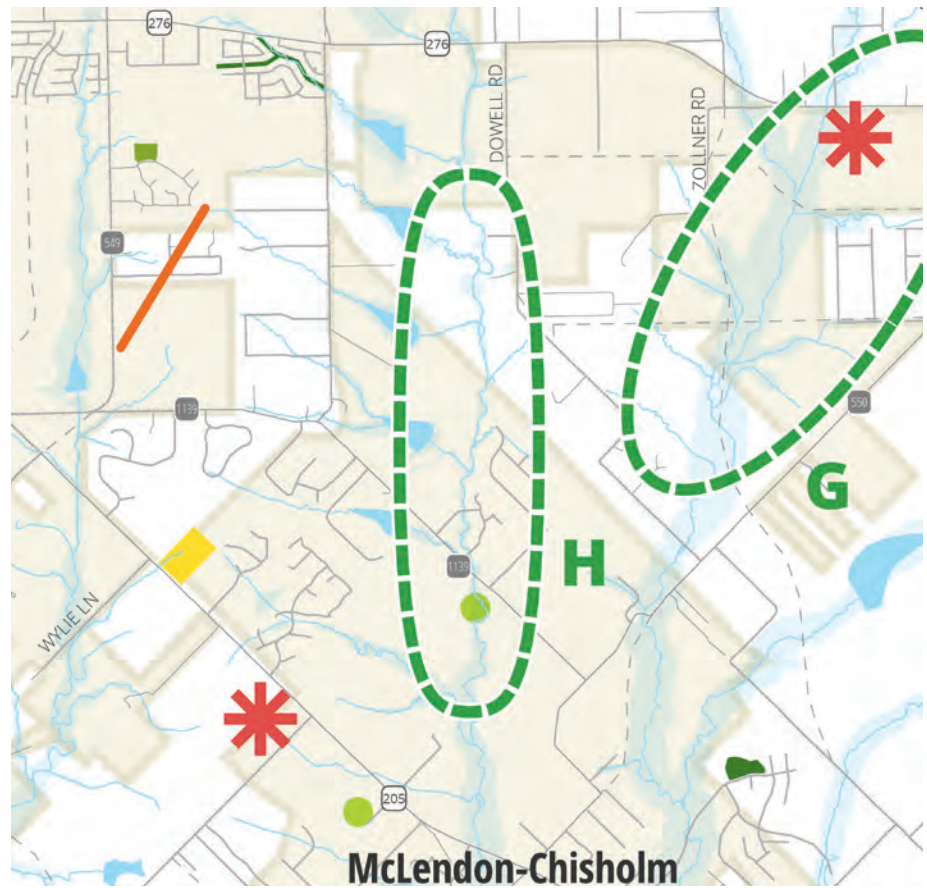 276
276
DOWELL RD
ZOLLNER RD
549
1139
550
G
H
1139
WYLIE LN
205
McLendon-Chisholm